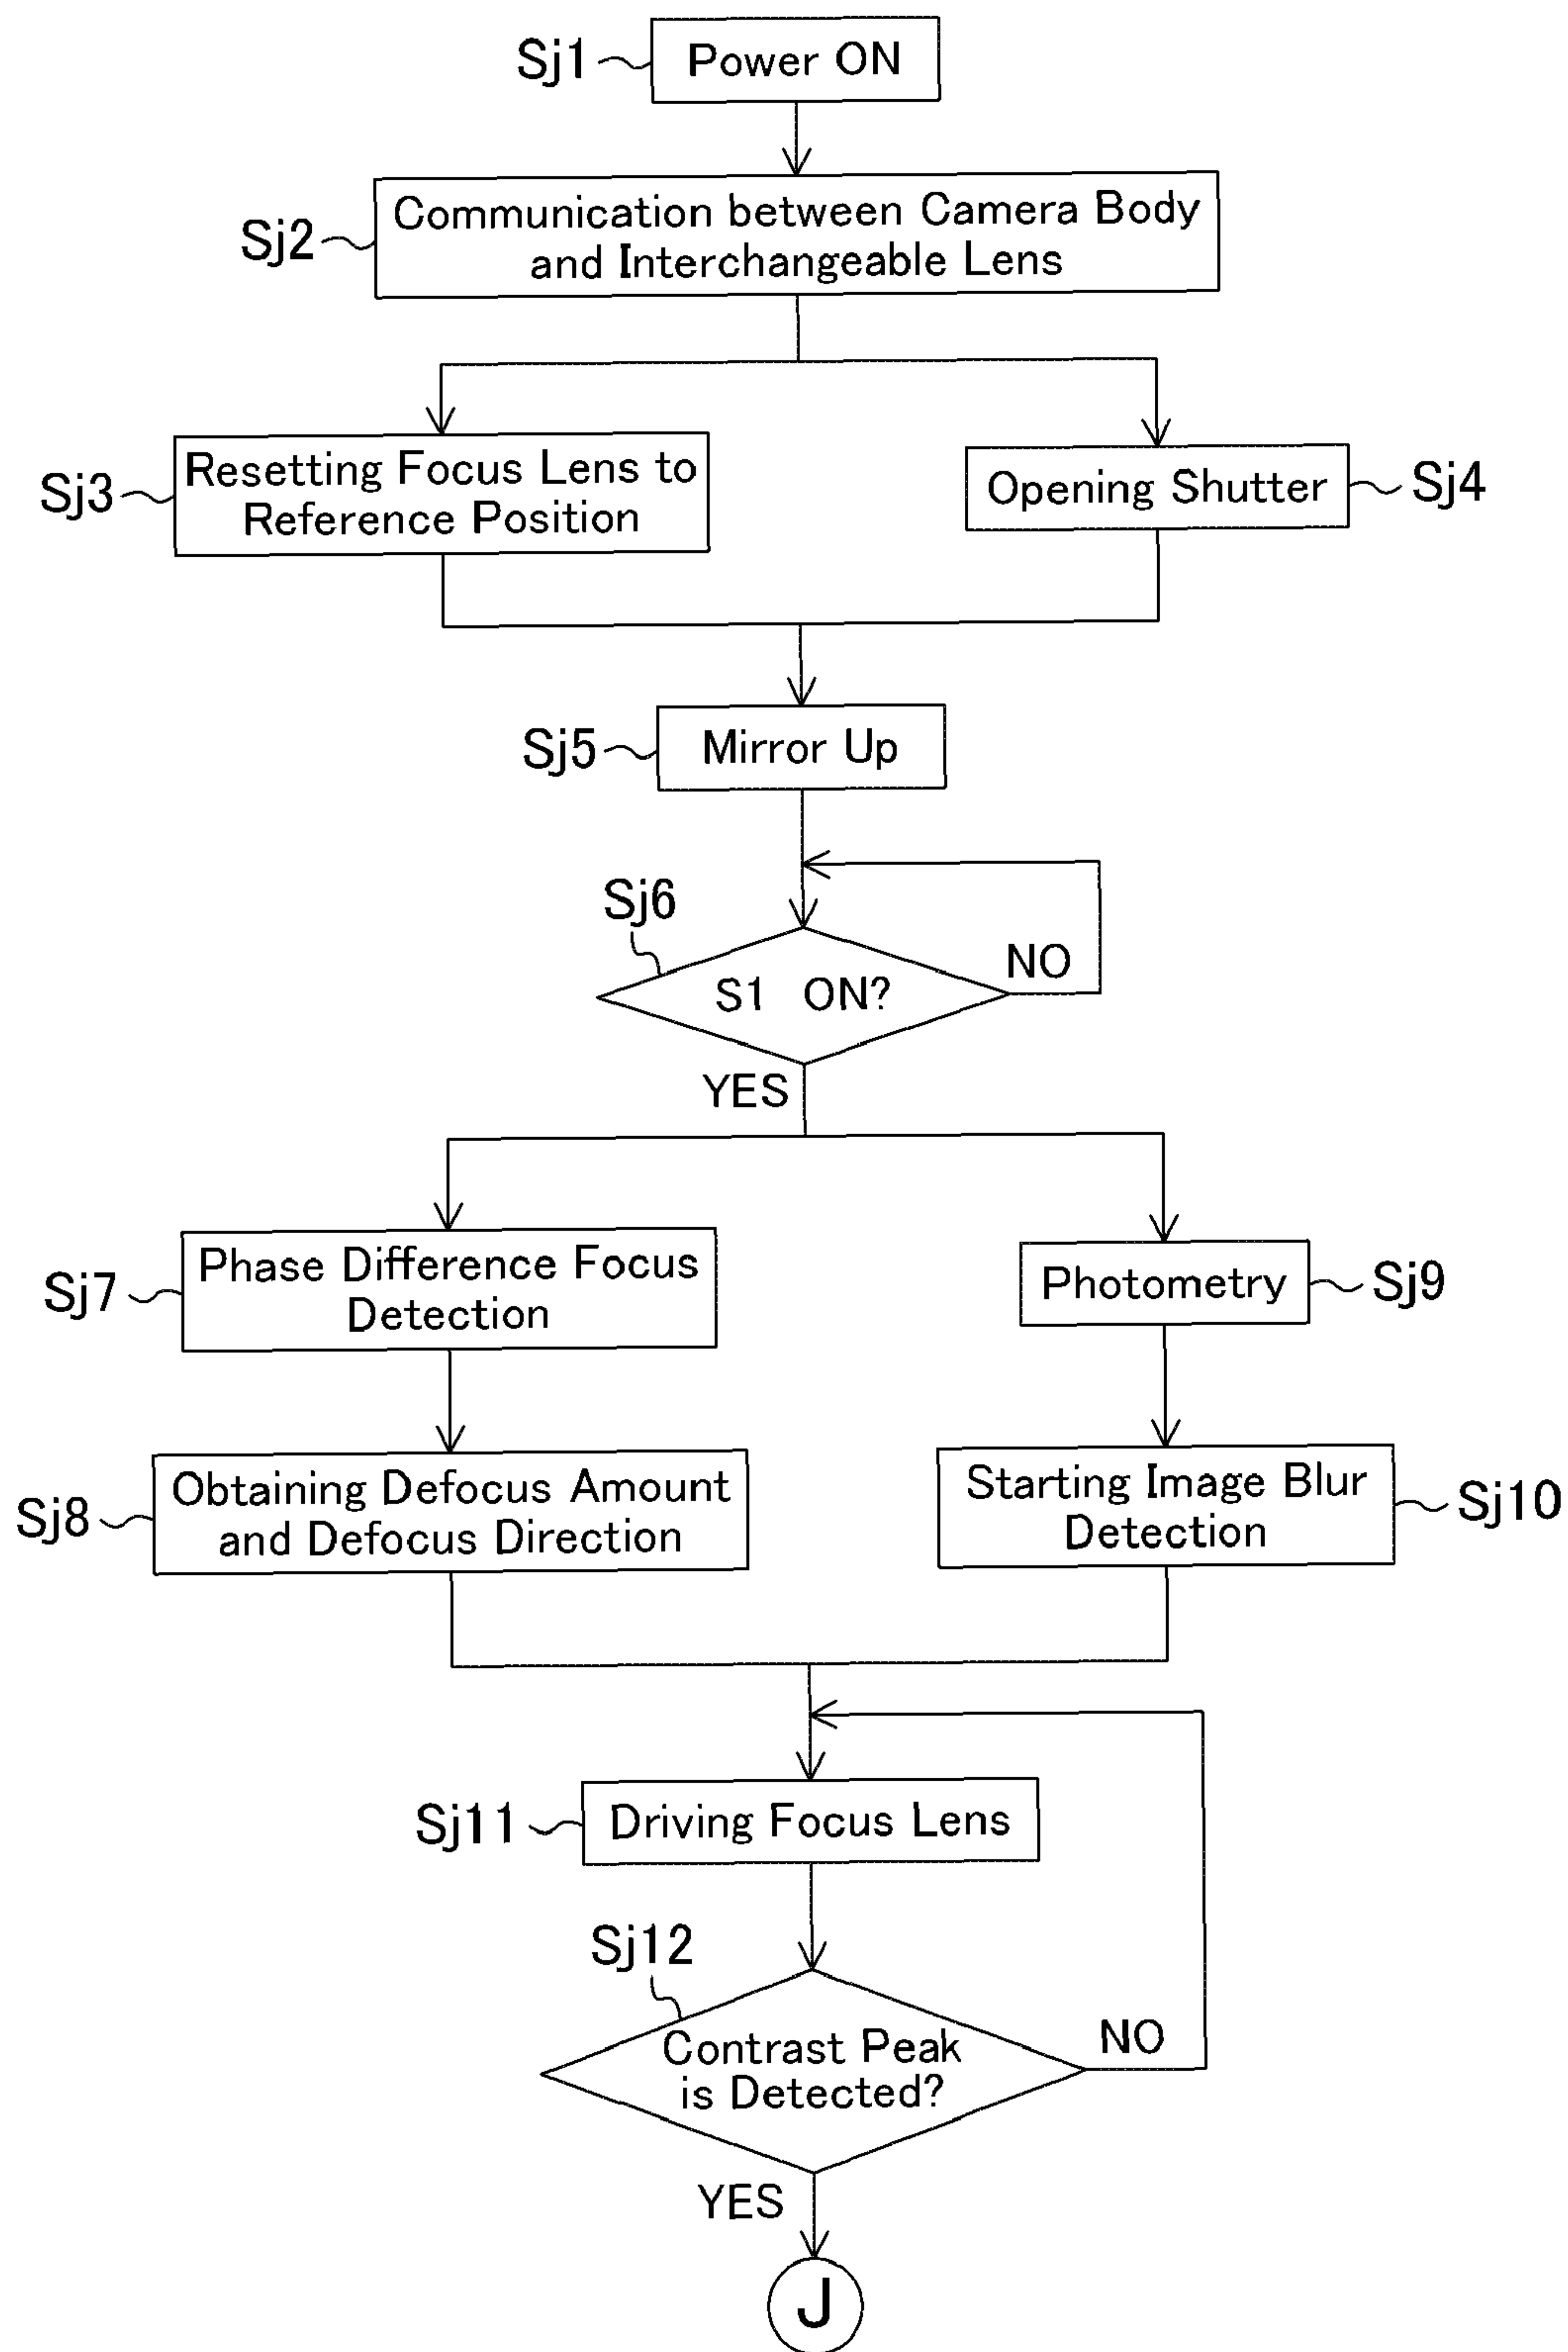 Sj1
Power ON
Sj2
Communication between Camera Body
and Interchangeable Lens
Sj3
Resetting Focus Lens to
Reference Position
Opening Shutter
Sj4
Sj5
Mirror Up
Sj6
S1 ON?
NO
YES
Sj7
Phase Difference Focus
Detection
Photometry
Sj9
Sj8
Obtaining Defocus Amount
and Defocus Direction
Starting Image Blur
Detection
Sj10
Sj11
Driving Focus Lens
Sj12
Contrast Peak
is Detected?
NO
YES
J